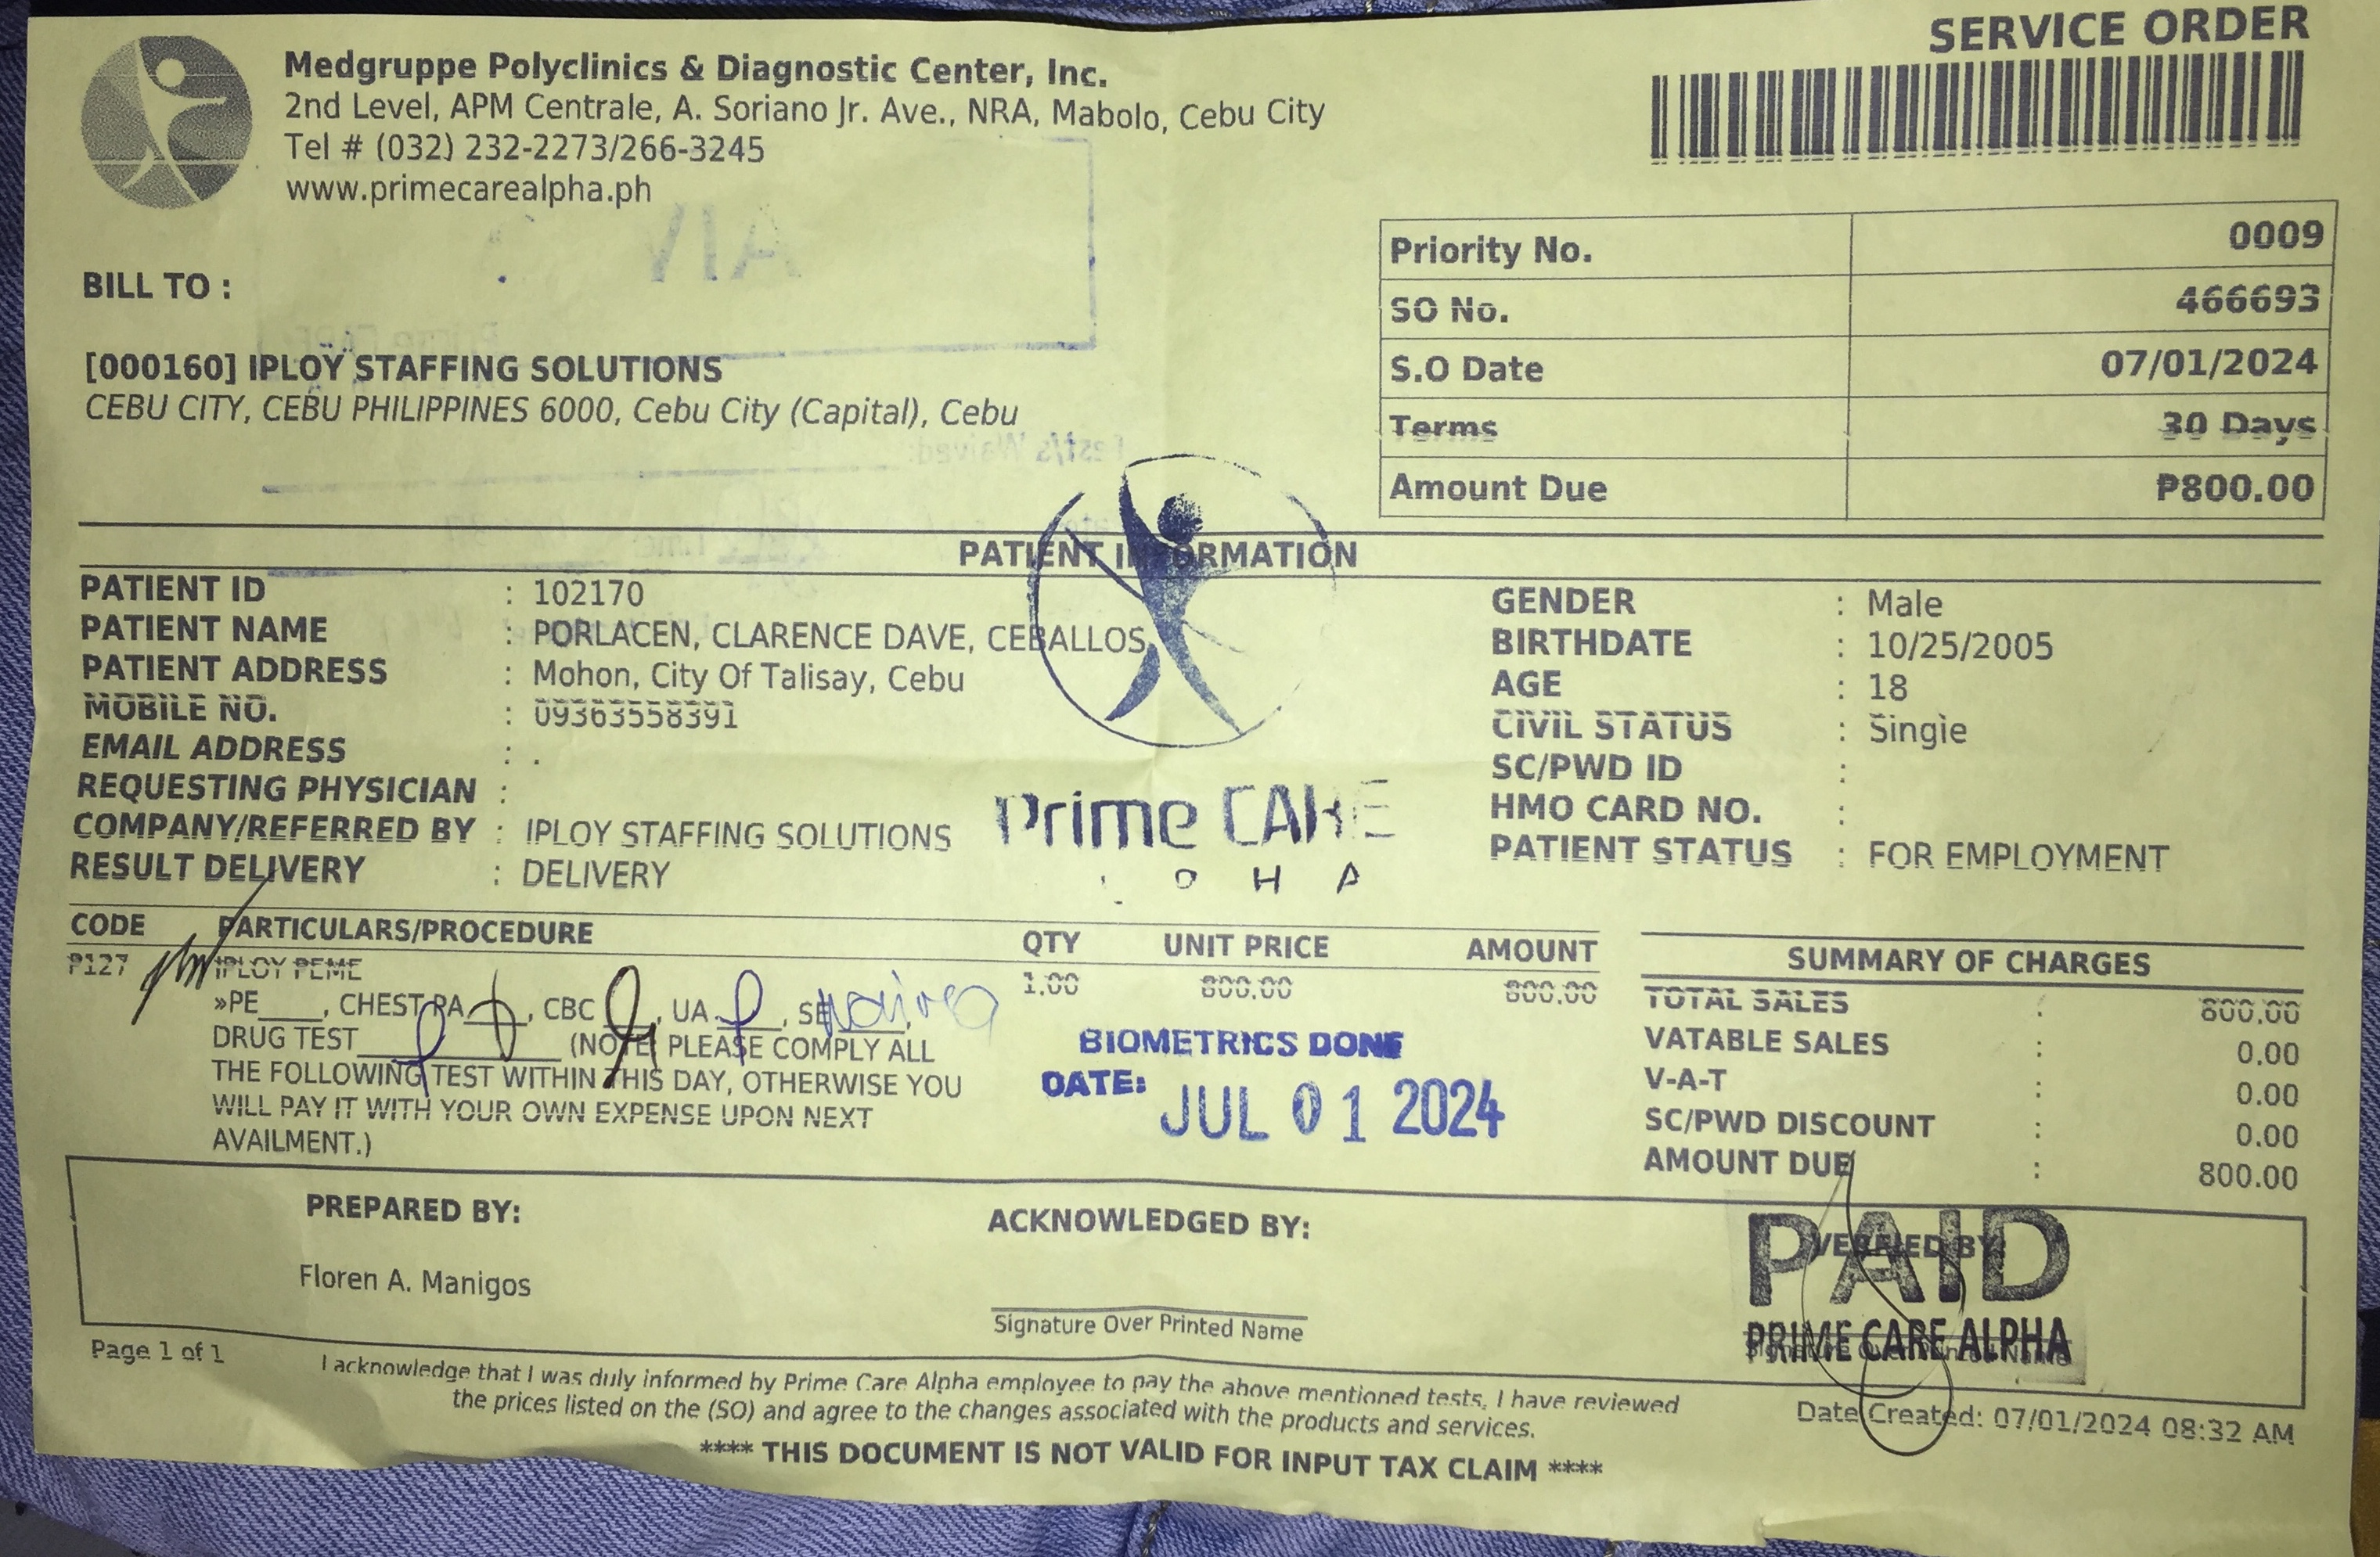 SERVICE ORDER
Medgruppe Polyclinics & Diagnostic Center, Inc.
2nd Level, APM Centrale, A. Soriano Jr. Ave., NRA, Mabolo, Cebu City
Tel # (032) 232-2273/266-3245
www.primecarealpha.ph
Priority No. 0009
SO No. 466693
S.O Date 07/01/2024
Terms 30 Days
Amount Due ₱800.00
BILL TO :
[000160] IPLOY STAFFING SOLUTIONS
CEBU CITY, CEBU PHILIPPINES 6000, Cebu City (Capital), Cebu
Test/s Waived:
PATIENT INFORMATION
PATIENT ID : 102170
PATIENT NAME : PORLACEN, CLARENCE DAVE, CEBALLOS
PATIENT ADDRESS : Mohon, City Of Talisay, Cebu
MOBILE NO. : 09363558391
EMAIL ADDRESS : .
REQUESTING PHYSICIAN :
COMPANY/REFERRED BY : IPLOY STAFFING SOLUTIONS
RESULT DELIVERY : DELIVERY
GENDER : Male
BIRTHDATE : 10/25/2005
AGE : 18
CIVIL STATUS : Single
SC/PWD ID :
HMO CARD NO. :
PATIENT STATUS : FOR EMPLOYMENT
Prime CARE
P H A
CODE PARTICULARS/PROCEDURE QTY UNIT PRICE AMOUNT
P127 IPLOY PEME 1.00 800.00 800.00
»PE____, CHEST PA____, CBC____, UA____, SE waived,
DRUG TEST____ (NOTE: PLEASE COMPLY ALL
THE FOLLOWING TEST WITHIN THIS DAY, OTHERWISE YOU
WILL PAY IT WITH YOUR OWN EXPENSE UPON NEXT
AVAILMENT.)
BIOMETRICS DONE
DATE: JUL 01 2024
SUMMARY OF CHARGES
TOTAL SALES : 800.00
VATABLE SALES : 0.00
V-A-T : 0.00
SC/PWD DISCOUNT : 0.00
AMOUNT DUE : 800.00
PREPARED BY:
Floren A. Manigos
ACKNOWLEDGED BY:
Signature Over Printed Name
VERIFIED BY:
PAID
PRIME CARE ALPHA
Page 1 of 1
I acknowledge that I was duly informed by Prime Care Alpha employee to pay the above mentioned tests, I have reviewed
the prices listed on the (SO) and agree to the changes associated with the products and services.
Date Created: 07/01/2024 08:32 AM
**** THIS DOCUMENT IS NOT VALID FOR INPUT TAX CLAIM ****